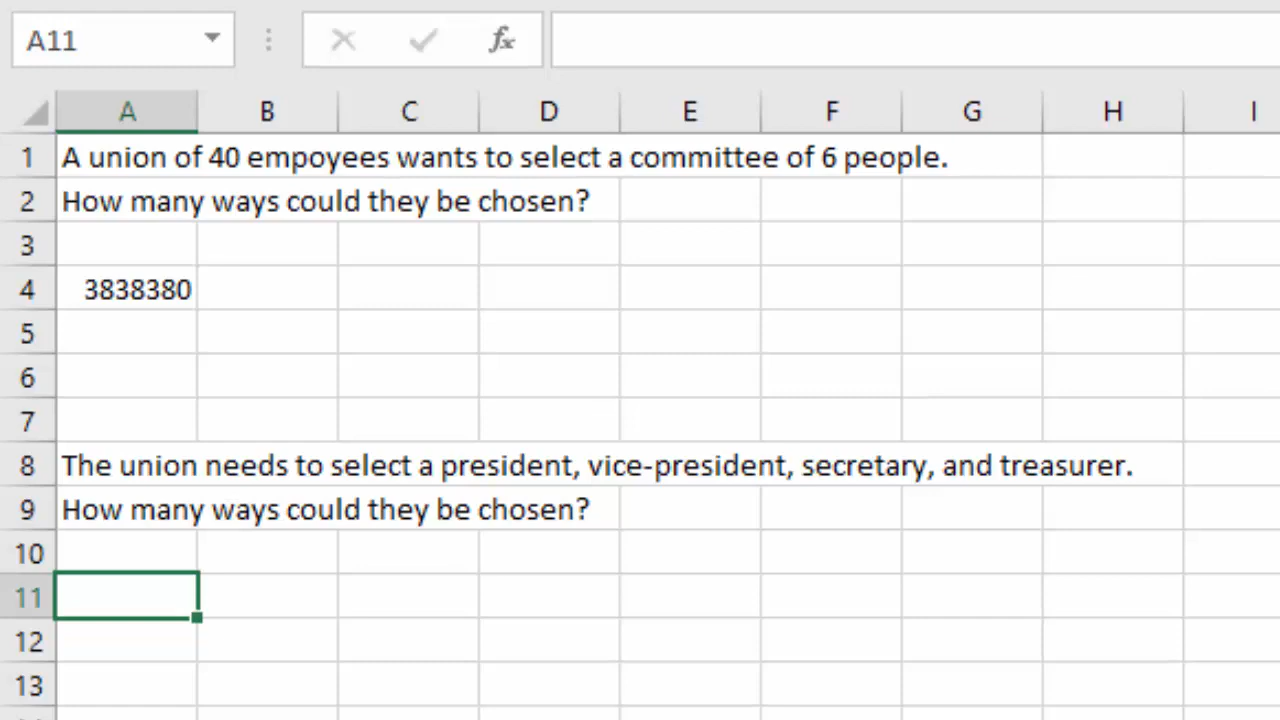 A11
fx
A B C D E F G H I
1 A union of 40 empoyees wants to select a committee of 6 people.
2 How many ways could they be chosen?
3
4 3838380
5
6
7
8 The union needs to select a president, vice-president, secretary, and treasurer.
9 How many ways could they be chosen?
10
11
12
13